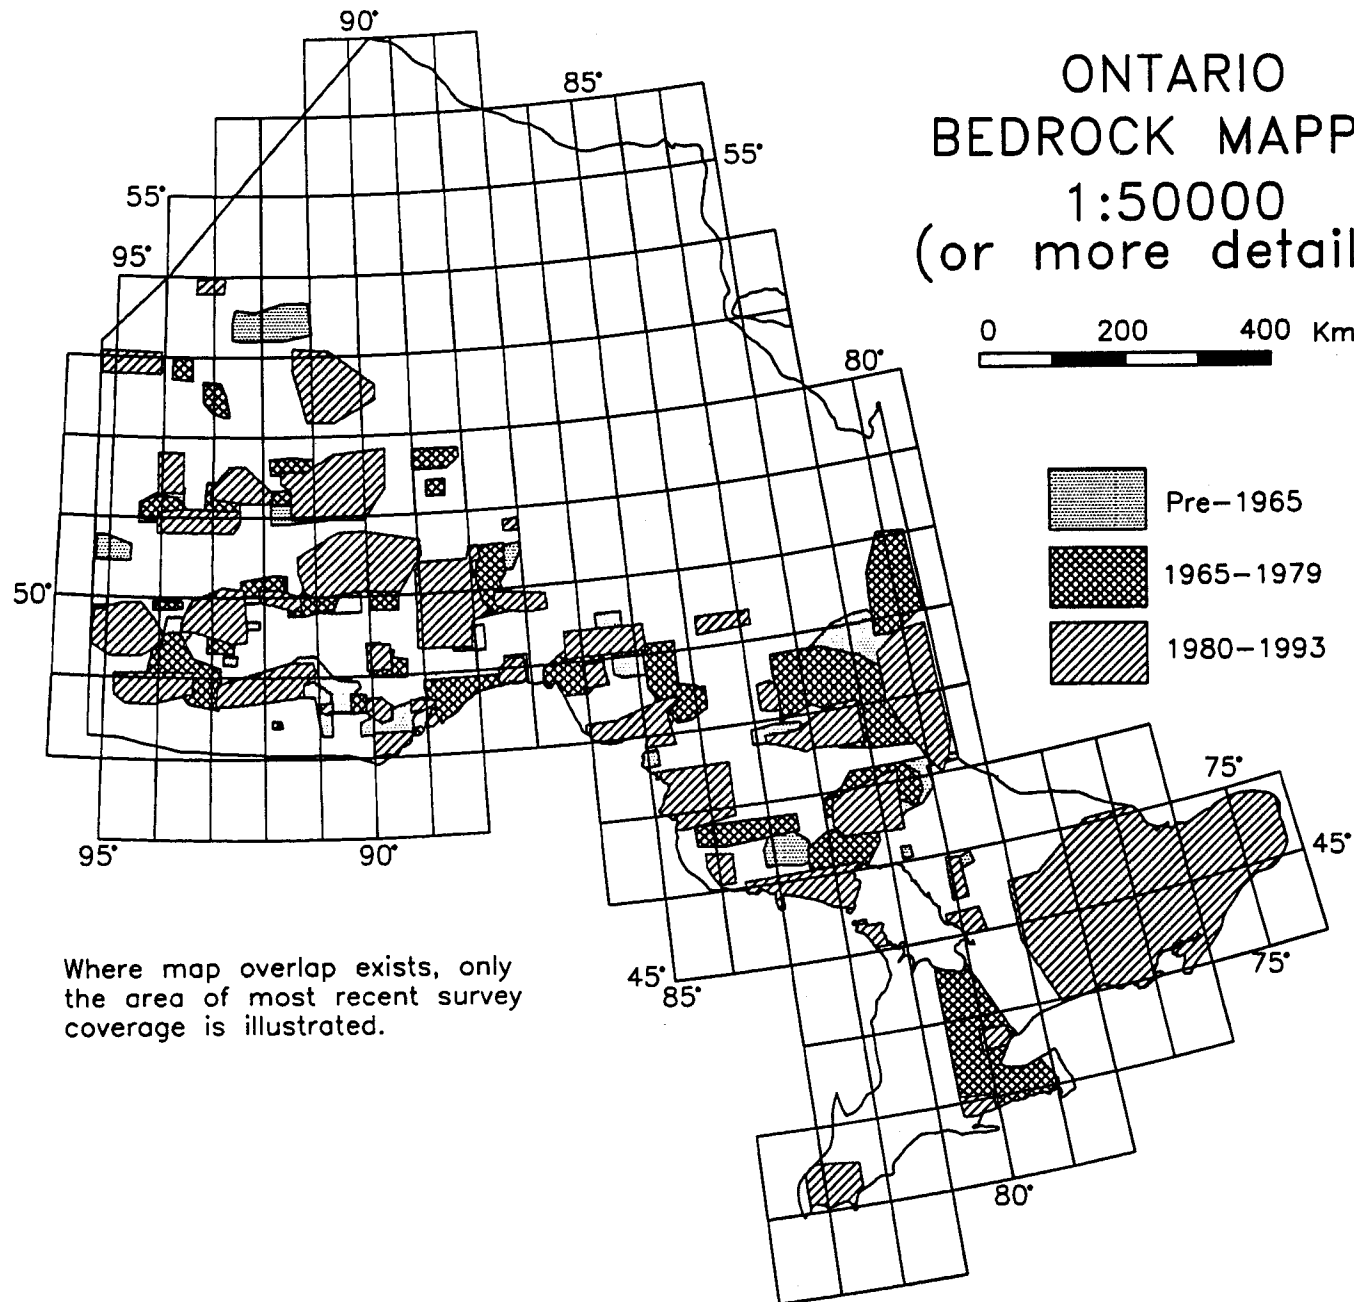 ONTARIO
BEDROCK MAPP
1:50000
(or more detail
0 200 400 Km
Pre-1965
1965-1979
1980-1993
90°
85°
55°
55°
95°
80°
50°
75°
45°
95°
90°
45°
85°
75°
80°
Where map overlap exists, only
the area of most recent survey
coverage is illustrated.